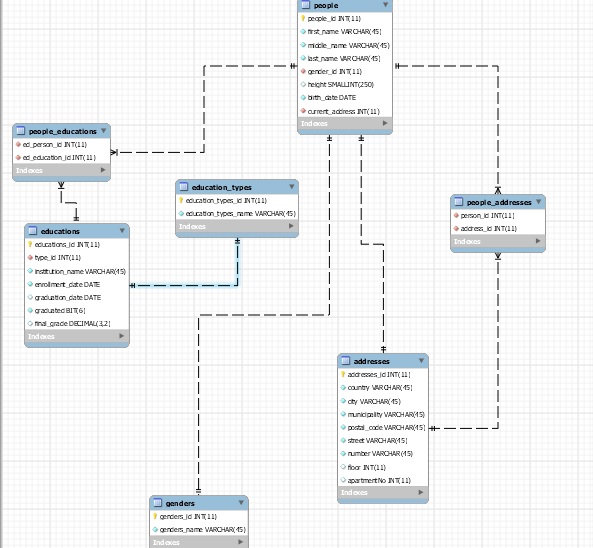 people
people_id INT(11)
first_name VARCHAR(45)
middle_name VARCHAR(45)
last_name VARCHAR(45)
gender_id INT(11)
height SMALLINT(250)
birth_date DATE
current_address INT(11)
Indexes
people_educations
ed_person_id INT(11)
ed_education_id INT(11)
Indexes
education_types
education_types_id INT(11)
education_types_name VARCHAR(45)
Indexes
people_addresses
person_id INT(11)
address_id INT(11)
Indexes
educations
educations_id INT(11)
type_id INT(11)
institution_name VARCHAR(45)
enrollment_date DATE
graduation_date DATE
graduated BIT(6)
final_grade DECIMAL(3,2)
Indexes
addresses
addresses_id INT(11)
country VARCHAR(45)
city VARCHAR(45)
municipality VARCHAR(45)
postal_code VARCHAR(45)
street VARCHAR(45)
number VARCHAR(45)
floor INT(11)
apartmentNo INT(11)
Indexes
genders
genders_id INT(11)
genders_name VARCHAR(45)
Indexes